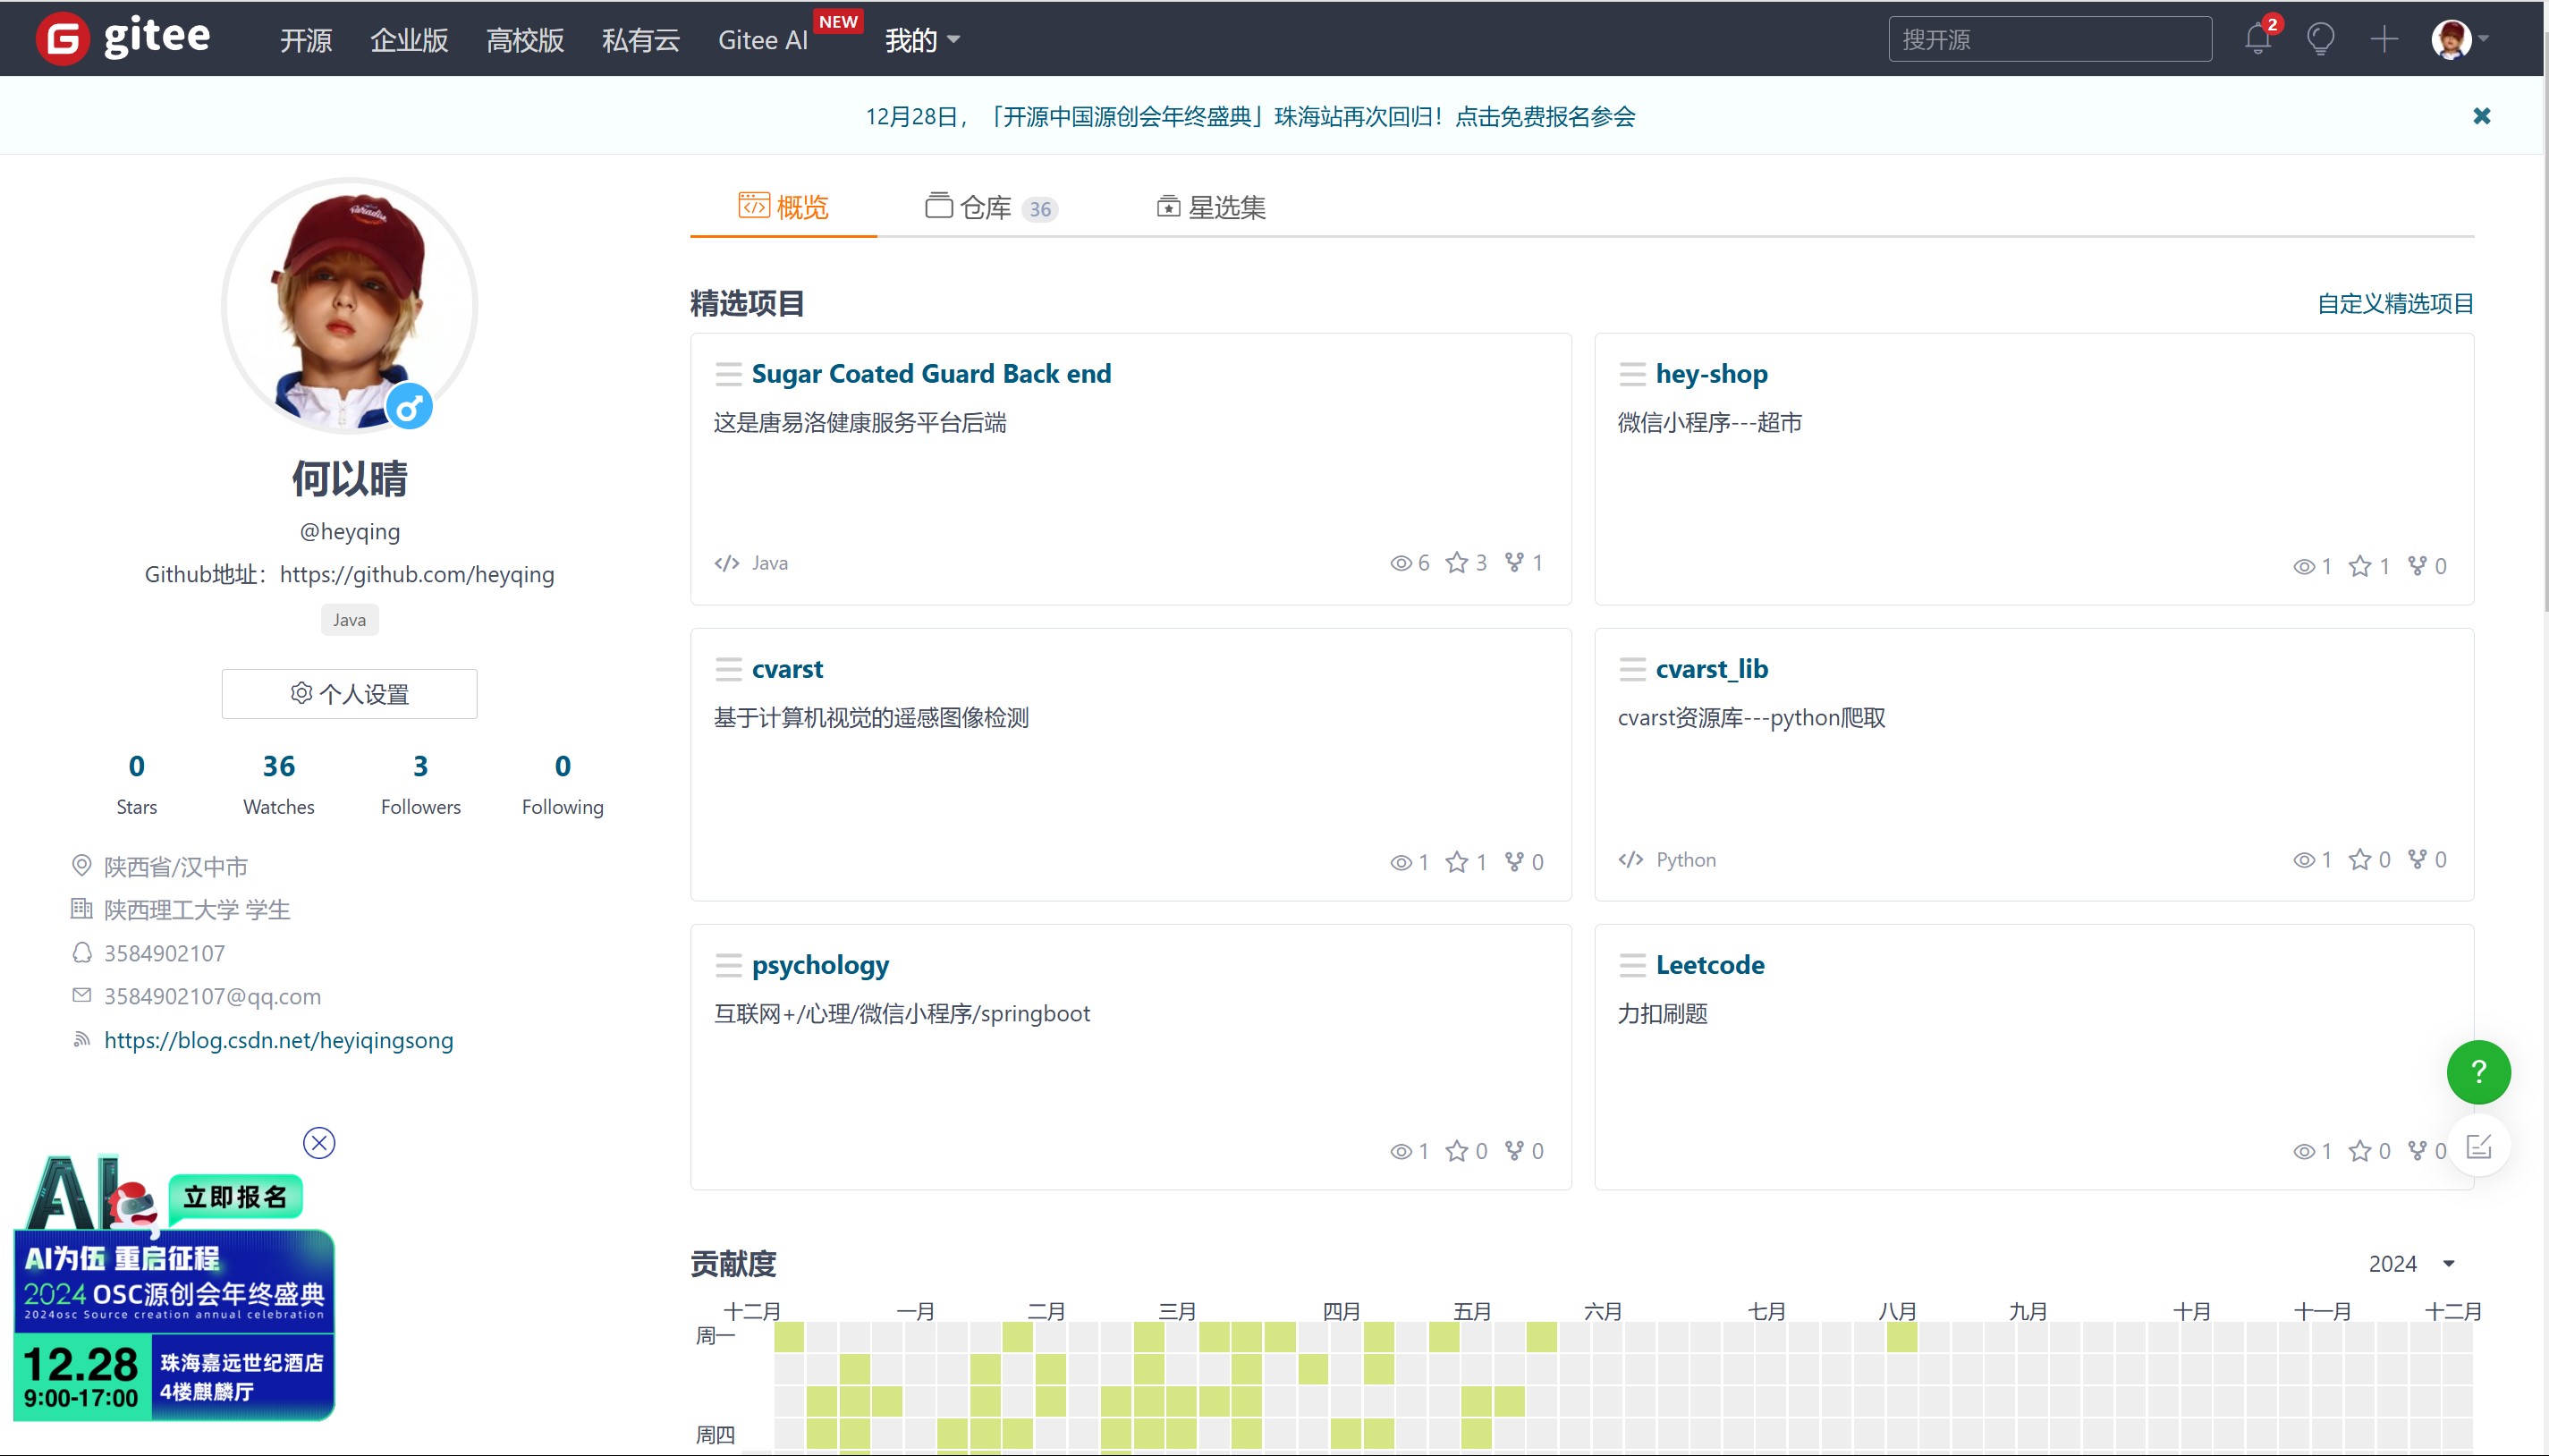 gitee 开源 企业版 高校版 私有云 Gitee AI NEW 我的 搜开源 2
12月28日，「开源中国源创会年终盛典」珠海站再次回归！点击免费报名参会
Paradise
何以晴
@heyqing
Github地址：https://github.com/heyqing
Java
个人设置
0 36 3 0
Stars Watches Followers Following
陕西省/汉中市
陕西理工大学 学生
3584902107
3584902107@qq.com
https://blog.csdn.net/heyiqingsong
AI
立即报名
AI为伍 重启征程
2024 OSC源创会年终盛典
2024osc Source creation annual celebration
12.28
9:00-17:00
珠海嘉远世纪酒店
4楼麒麟厅
概览 仓库 36 星选集
精选项目 自定义精选项目
Sugar Coated Guard Back end
这是唐易洛健康服务平台后端
Java 6 3 1
hey-shop
微信小程序---超市
1 1 0
cvarst
基于计算机视觉的遥感图像检测
1 1 0
cvarst_lib
cvarst资源库---python爬取
Python 1 0 0
psychology
互联网+/心理/微信小程序/springboot
1 0 0
Leetcode
力扣刷题
1 0 0
?
贡献度 2024
十二月 一月 二月 三月 四月 五月 六月 七月 八月 九月 十月 十一月 十二月
周一
周四